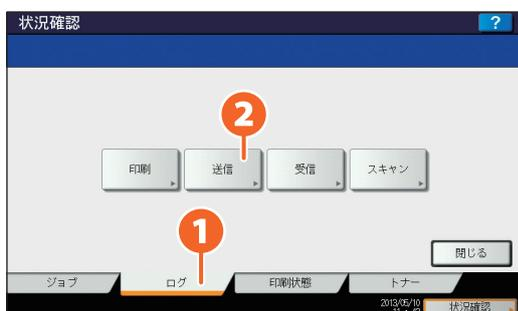 状況確認 ?
2
印刷 送信 受信 スキャン
1
閉じる
ジョブ ログ 印刷状態 トナー
2013/05/10
状況確認